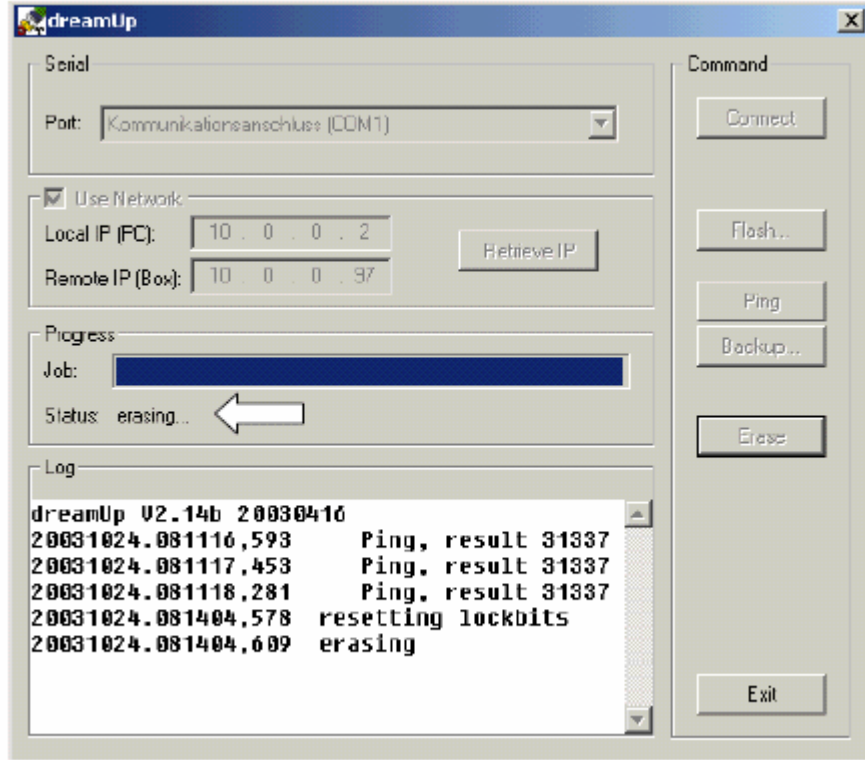 dreamUp
Serial
Port: Kommunikationsanschluss (COM1)
Use Network
Local IP (PC): 10 . 0 . 0 . 2
Remote IP (Box): 10 . 0 . 0 . 97
Retrieve IP
Progress
Job:
Status: erasing...
Log
dreamUp V2.14b 20030416
20031024.081116,593 Ping, result 31337
20031024.081117,453 Ping, result 31337
20031024.081118,281 Ping, result 31337
20031024.081404,578 resetting lockbits
20031024.081404,609 erasing
Command
Connect
Flash...
Ping
Backup...
Erase
Exit